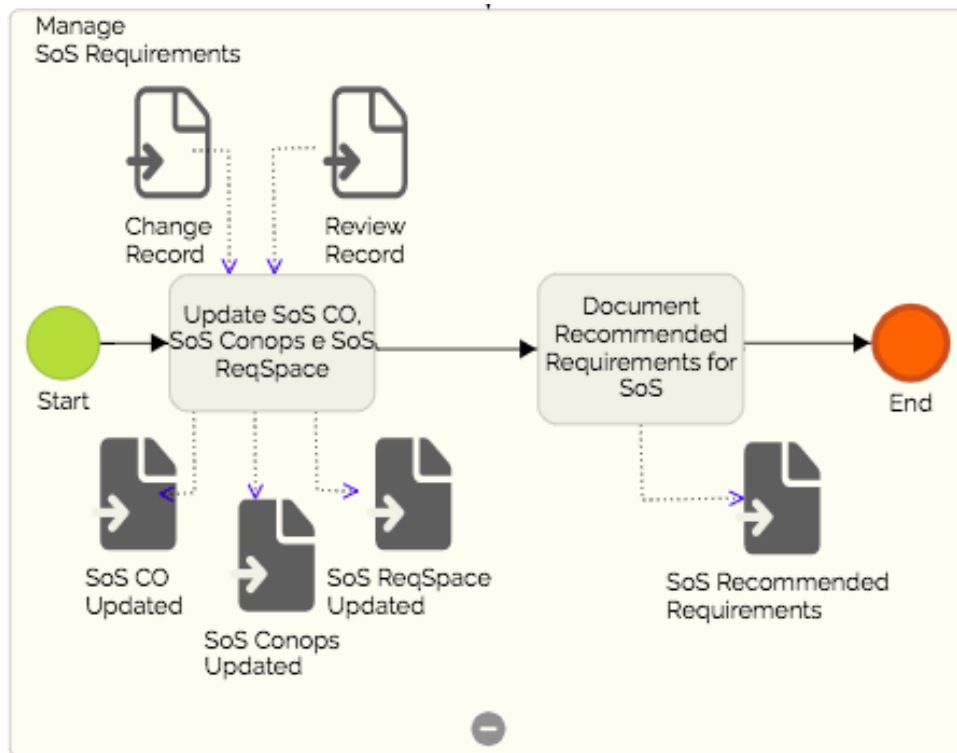 Manage
SoS Requirements
Change
Record
Review
Record
Update SoS CO,
SoS Conops e SoS
ReqSpace
Document
Recommended
Requirements for
SoS
Start
End
SoS CO
Updated
SoS Conops
Updated
SoS ReqSpace
Updated
SoS Recommended
Requirements